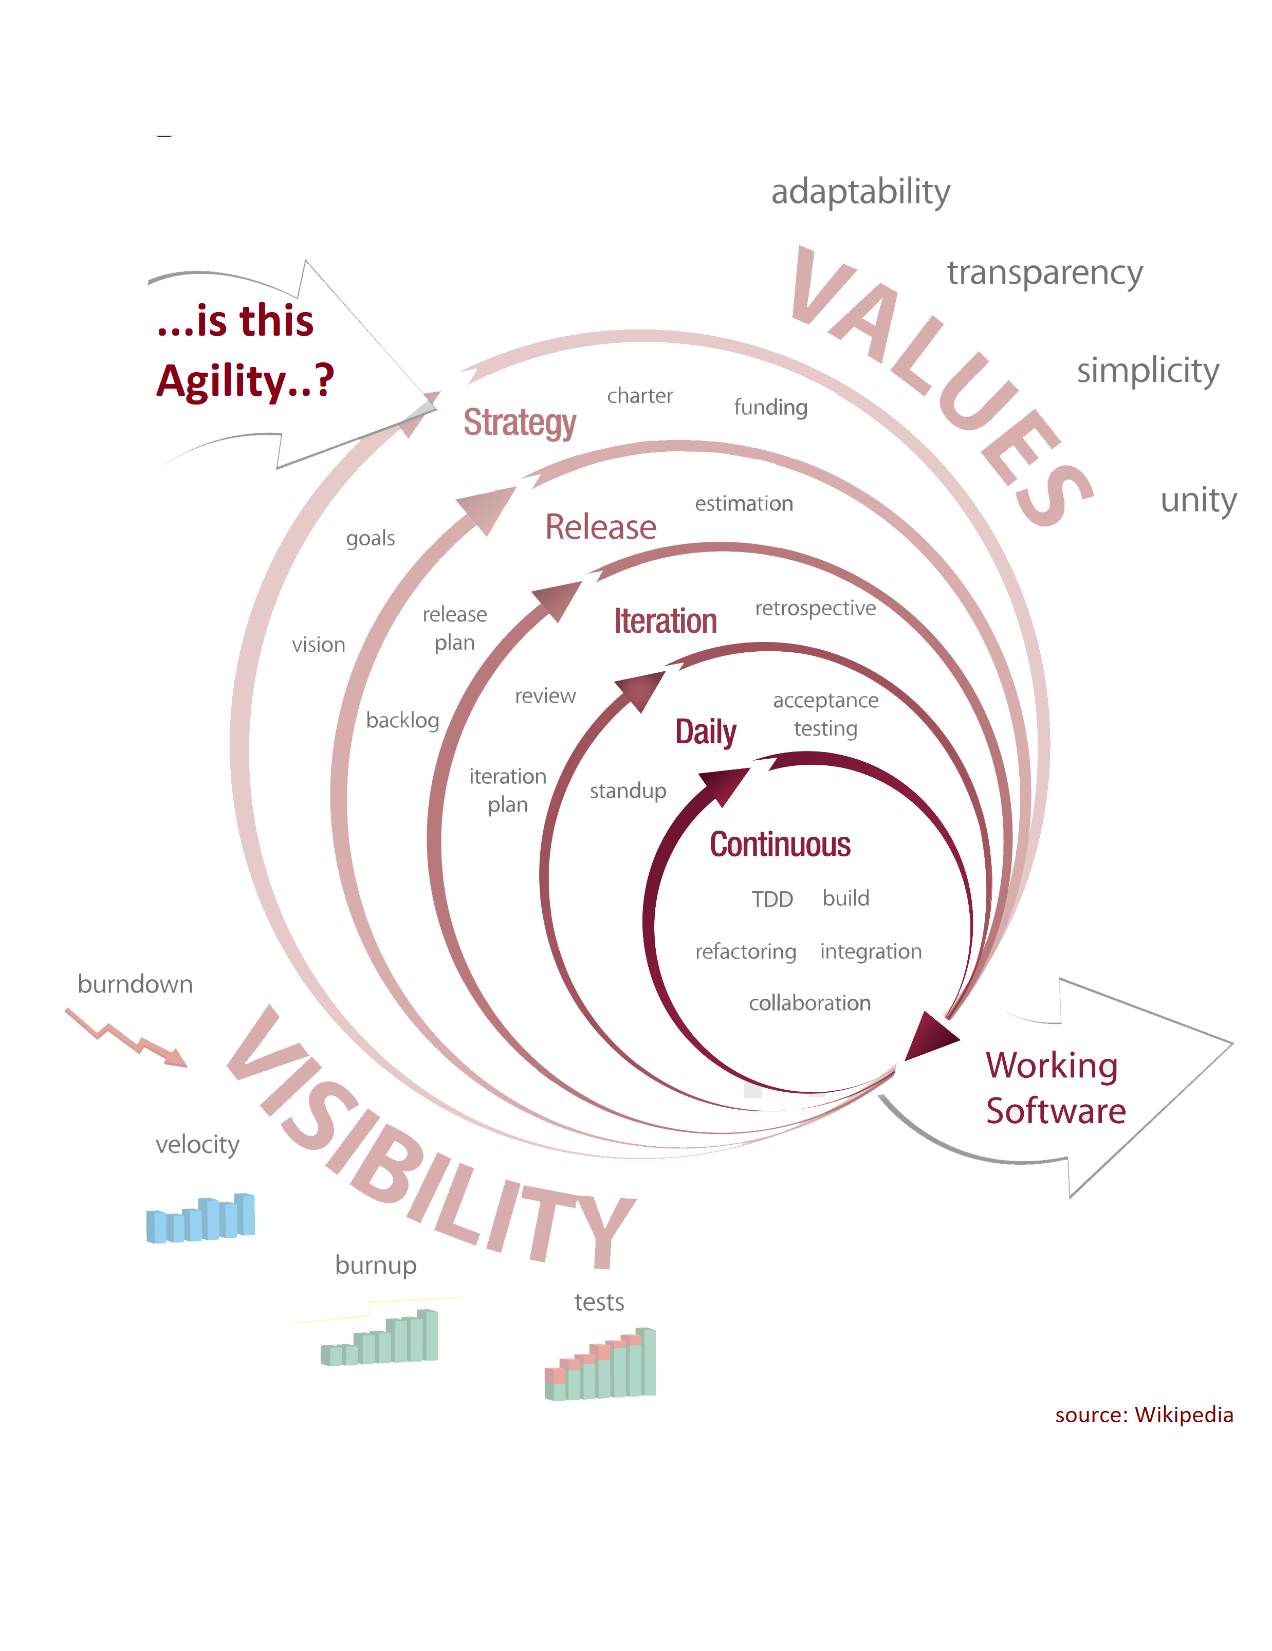 adaptability
VALUES
transparency
simplicity
unity
...is this
Agility..?
Strategy
charter
funding
goals
vision
Release
estimation
release
plan
backlog
Iteration
retrospective
review
iteration
plan
Daily
acceptance
testing
standup
Continuous
TDD build
refactoring integration
collaboration
Working
Software
VISIBILITY
burndown
velocity
burnup
tests
source: Wikipedia